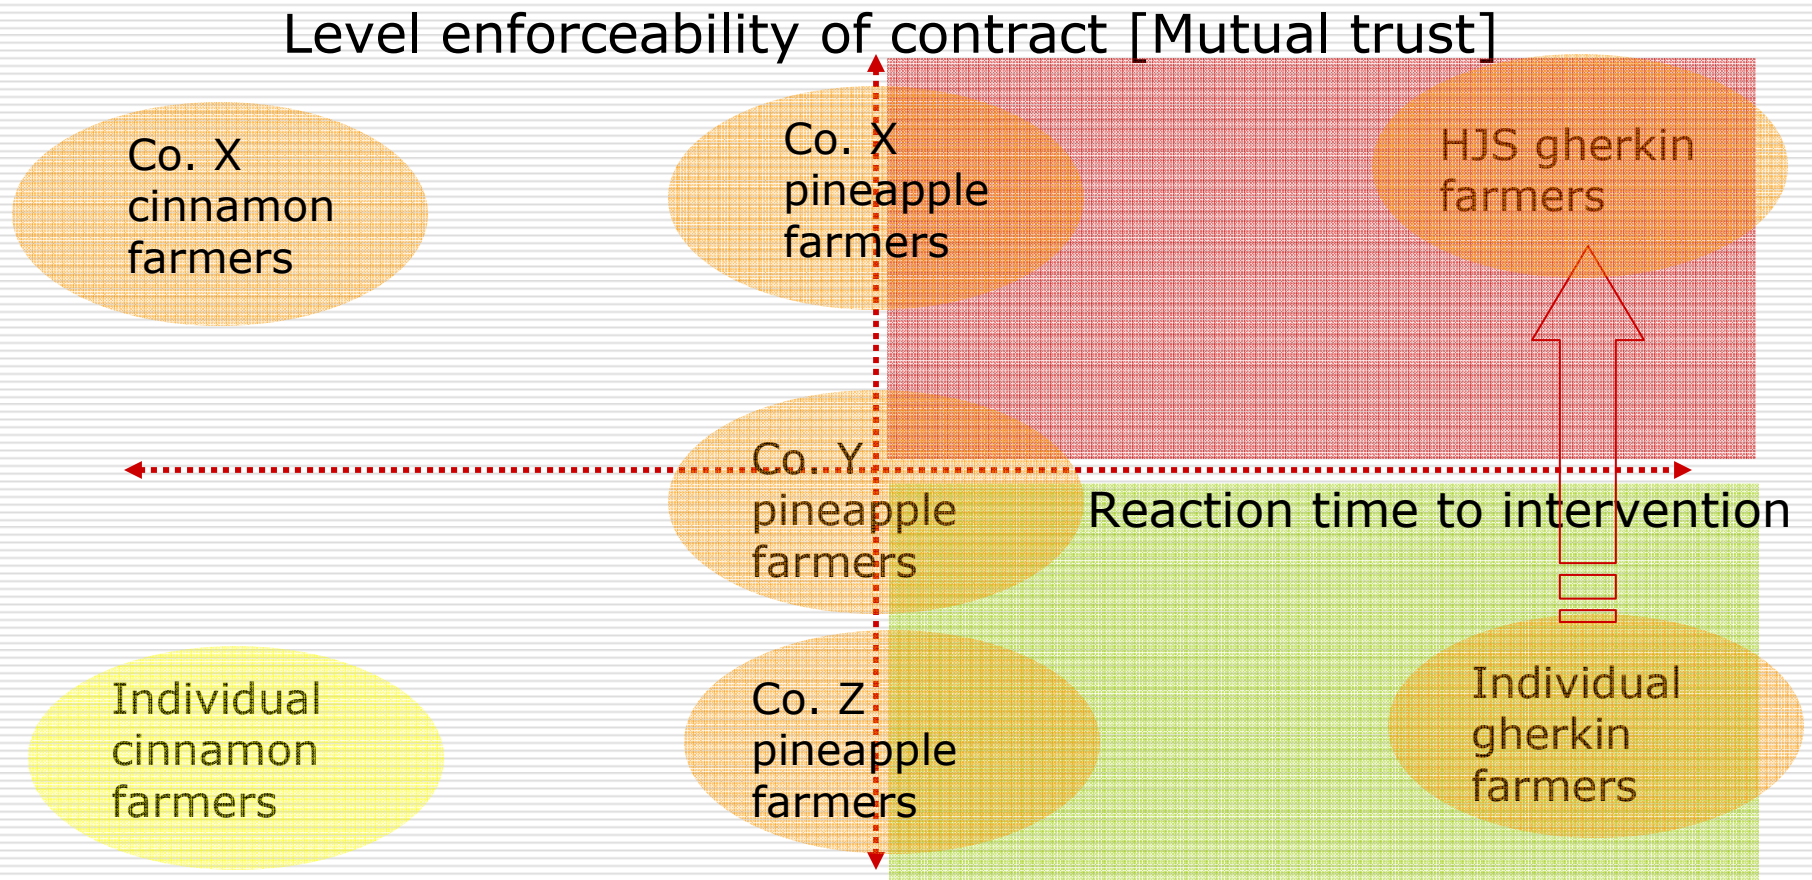 Level enforceability of contract [Mutual trust]
Co. X
cinnamon
farmers
Co. X
pineapple
farmers
HJS gherkin
farmers
Co. Y
pineapple
farmers
Reaction time to intervention
Individual
cinnamon
farmers
Co. Z
pineapple
farmers
Individual
gherkin
farmers